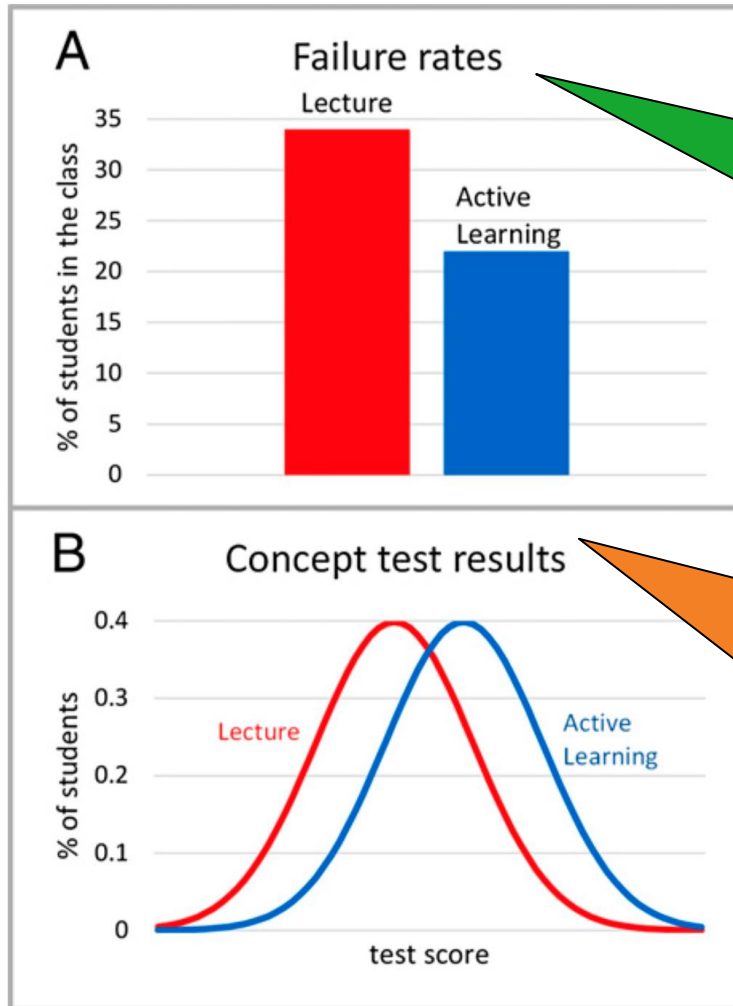 A
Failure rates
Lecture
35
30
25
20
15
10
5
0
% of students in the class
Active
Learning
B
Concept test results
0.4
0.3
0.2
0.1
0
% of students
Lecture
Active
Learning
test score